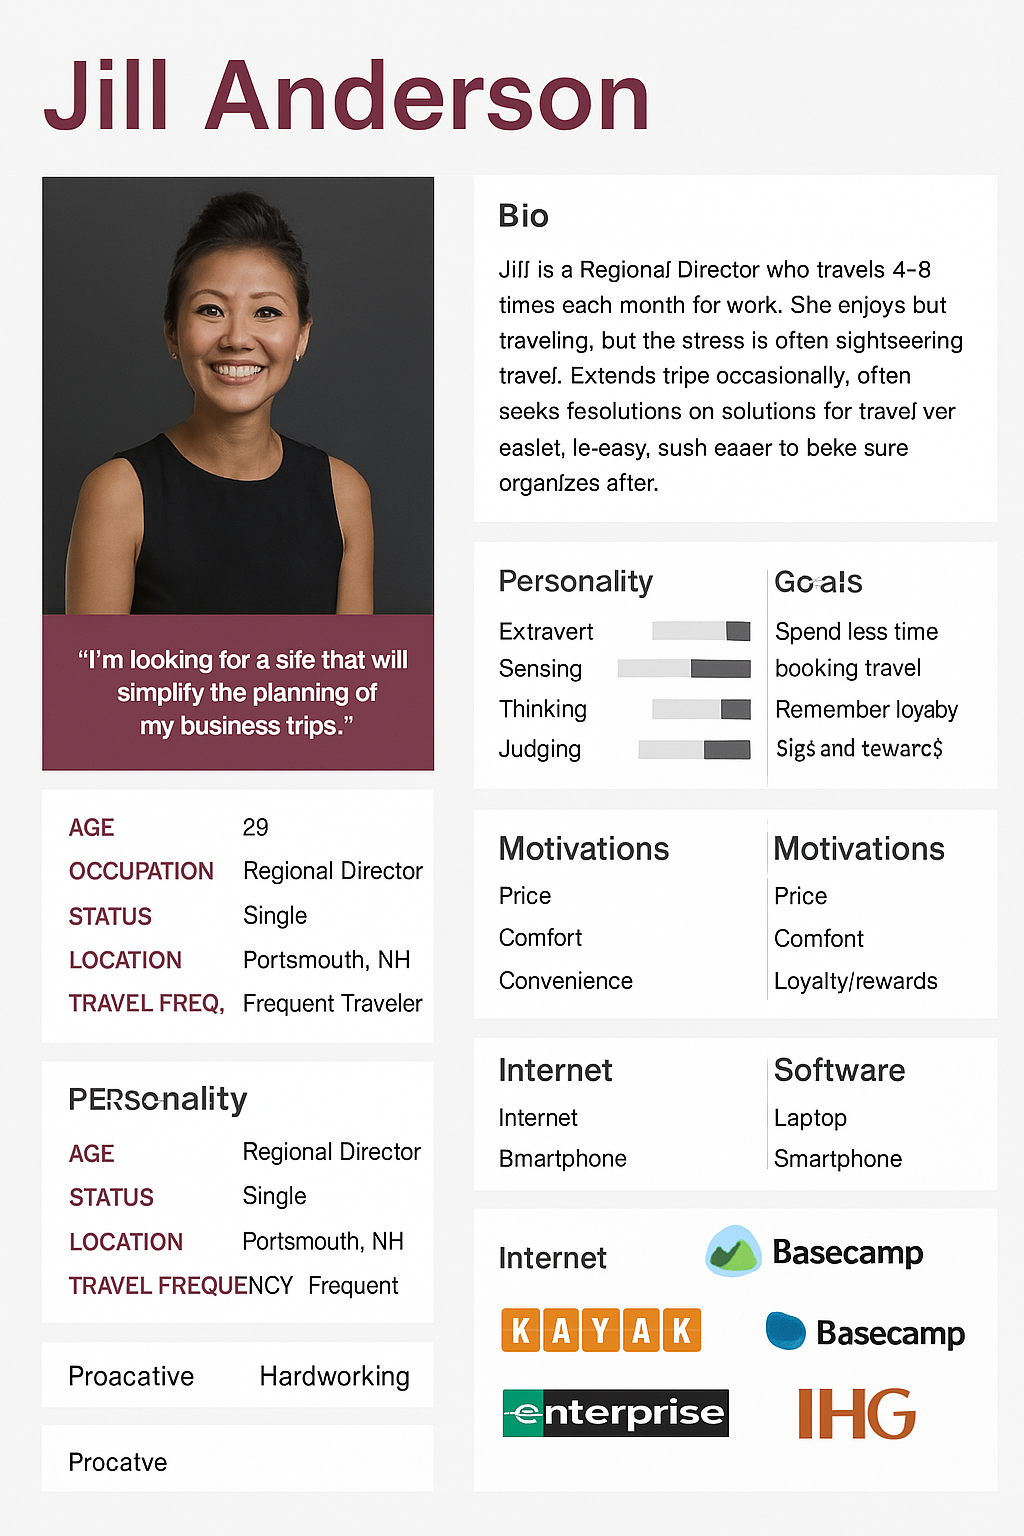 Jill Anderson
“I’m looking for a sife that will
simplify the planning of
my business trips.”
AGE 29
OCCUPATION Regional Director
STATUS Single
LOCATION Portsmouth, NH
TRAVEL FREQ, Frequent Traveler
PERsonality
AGE Regional Director
STATUS Single
LOCATION Portsmouth, NH
TRAVEL FREQUENCY Frequent
Proacative Hardworking
Procatve
Bio
Jill is a Regional Director who travels 4-8
times each month for work. She enjoys but
traveling, but the stress is often sightseering
travel. Extends tripe occasionally, often
seeks fesolutions on solutions for travel ver
easlet, le-easy, sush eaaer to beke sure
organizes after.
Personality
Extravert
Sensing
Thinking
Judging
Goals
Spend less time
booking travel
Remember loyaby
Sigs and tewarc$
Motivations
Price
Comfort
Convenience
Motivations
Price
Comfont
Loyalty/rewards
Internet
Internet
Bmartphone
Software
Laptop
Smartphone
Internet
Basecamp
KAYAK
Basecamp
enterprise
IHG